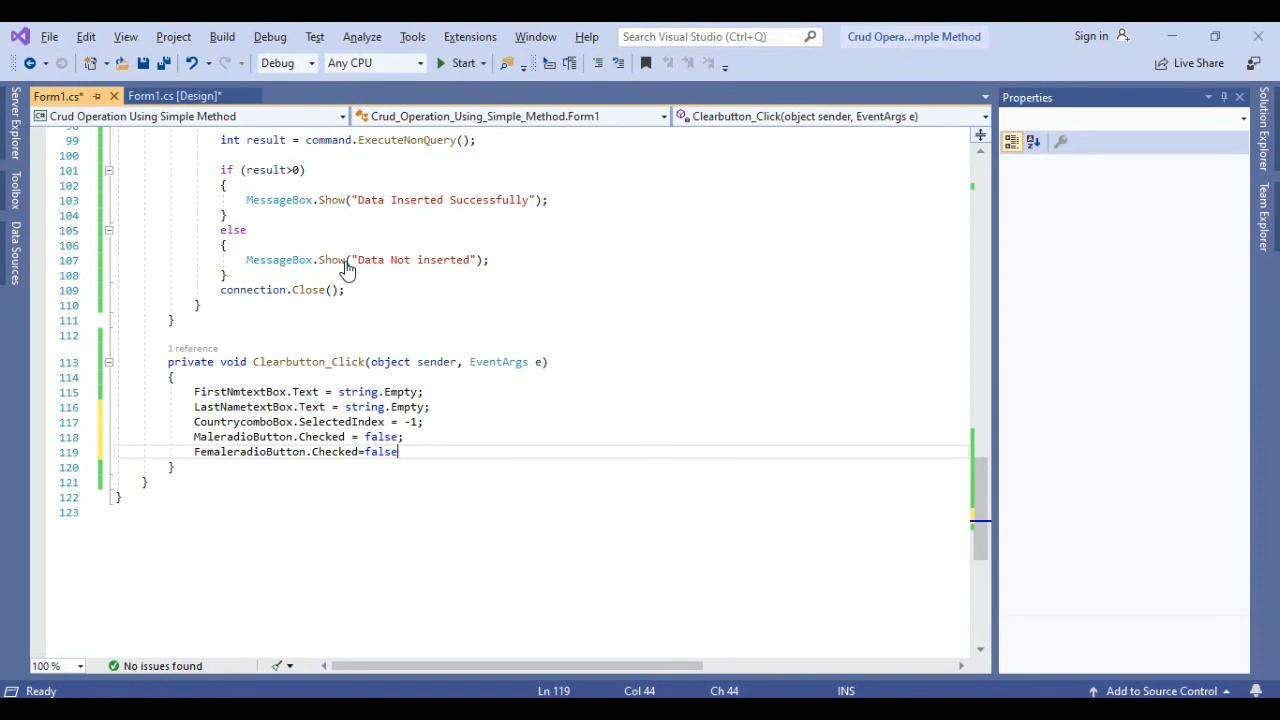 File Edit View Project Build Debug Test Analyze Tools Extensions Window Help Search Visual Studio (Ctrl+Q) Crud Opera...mple Method Sign in
Debug Any CPU Start Live Share
Form1.cs* Form1.cs [Design]* Properties
Crud Operation Using Simple Method Crud_Operation_Using_Simple_Method.Form1 Clearbutton_Click(object sender, EventArgs e)
Server Explorer
Toolbox
Data Sources
Solution Explorer
Team Explorer
99 int result = command.ExecuteNonQuery();
100
101 if (result>0)
102 {
103 MessageBox.Show("Data Inserted Successfully");
104 }
105 else
106 {
107 MessageBox.Show("Data Not inserted");
108 }
109 connection.Close();
110 }
111 }
112
1 reference
113 private void Clearbutton_Click(object sender, EventArgs e)
114 {
115 FirstNmtextBox.Text = string.Empty;
116 LastNametextBox.Text = string.Empty;
117 CountrycomboBox.SelectedIndex = -1;
118 MaleradioButton.Checked = false;
119 FemaleradioButton.Checked=false
120 }
121 }
122 }
123
100 % No issues found
Ready Ln 119 Col 44 Ch 44 INS Add to Source Control